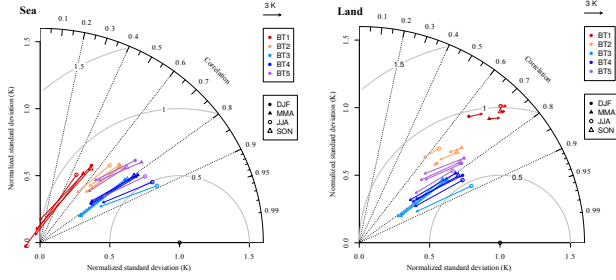 Sea
3 K
BT1
BT2
BT3
BT4
BT5
DJF
MMA
JJA
SON
Correlation
0.1
0.2
0.3
0.4
0.5
0.6
0.7
0.8
0.9
0.95
0.99
1.5
1
0.5
Normalized standard deviation (K)
0.0
0.5
1.0
1.5
0.0
0.5
1.0
1.5
Normalized standard deviation (K)
Land
3 K
BT1
BT2
BT3
BT4
BT5
DJF
MMA
JJA
SON
Correlation
0.1
0.2
0.3
0.4
0.5
0.6
0.7
0.8
0.9
0.95
0.99
1.5
1
0.5
Normalized standard deviation (K)
0.0
0.5
1.0
1.5
0.0
0.5
1.0
1.5
Normalized standard deviation (K)